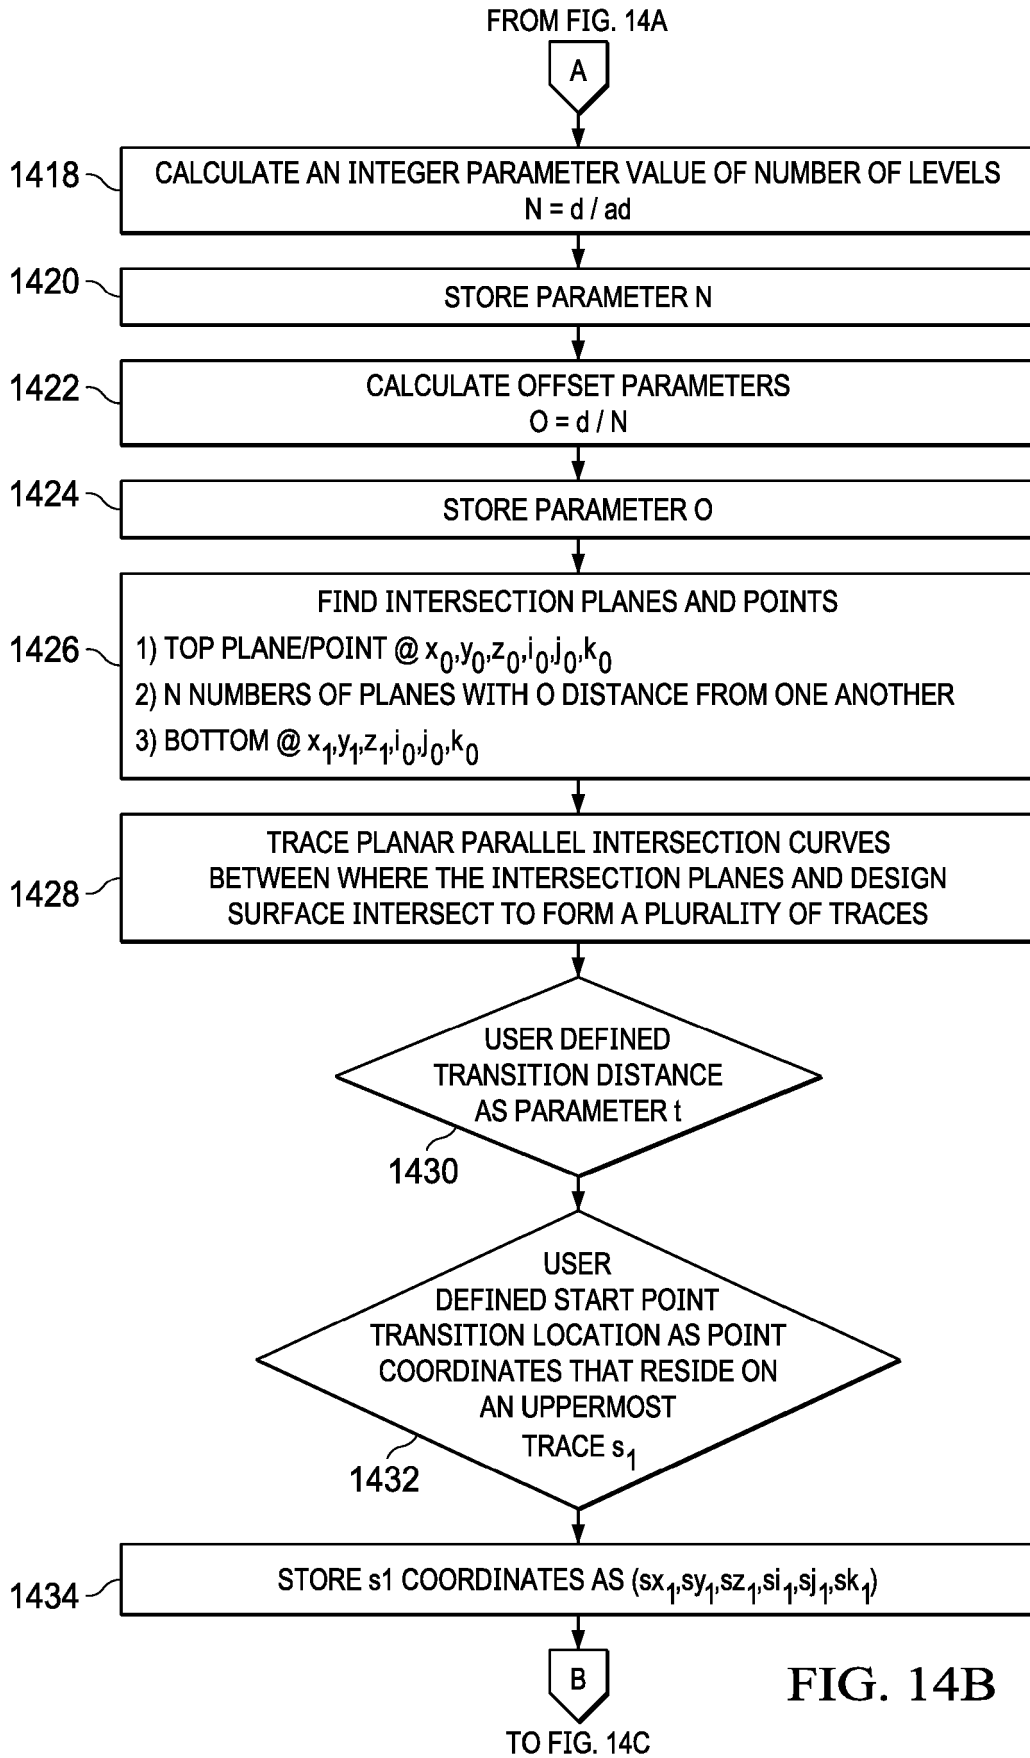 FROM FIG. 14A
A
1418
CALCULATE AN INTEGER PARAMETER VALUE OF NUMBER OF LEVELS
N = d / ad
1420
STORE PARAMETER N
1422
CALCULATE OFFSET PARAMETERS
O = d / N
1424
STORE PARAMETER O
1426
FIND INTERSECTION PLANES AND POINTS
1) TOP PLANE/POINT @ x₀,y₀,z₀,i₀,j₀,k₀
2) N NUMBERS OF PLANES WITH O DISTANCE FROM ONE ANOTHER
3) BOTTOM @ x₁,y₁,z₁,i₀,j₀,k₀
1428
TRACE PLANAR PARALLEL INTERSECTION CURVES
BETWEEN WHERE THE INTERSECTION PLANES AND DESIGN
SURFACE INTERSECT TO FORM A PLURALITY OF TRACES
USER DEFINED
TRANSITION DISTANCE
AS PARAMETER t
1430
USER
DEFINED START POINT
TRANSITION LOCATION AS POINT
COORDINATES THAT RESIDE ON
AN UPPERMOST
TRACE s₁
1432
1434
STORE s1 COORDINATES AS (sx₁,sy₁,sz₁,si₁,sj₁,sk₁)
B
FIG. 14B
TO FIG. 14C